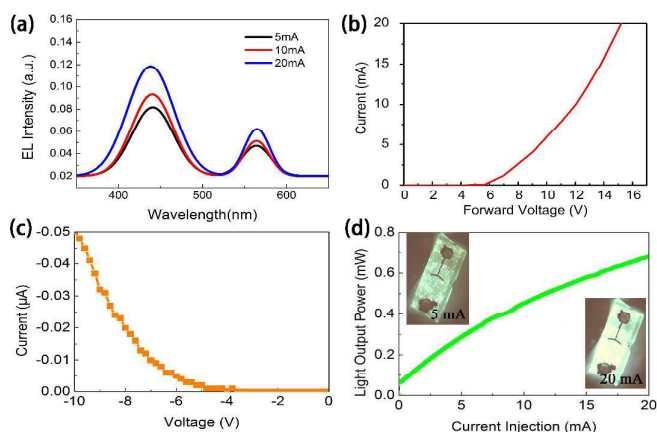 (a)
5mA
10mA
20mA
EL Intensity (a.u.)
0.16
0.14
0.12
0.10
0.08
0.06
0.04
0.02
400 500 600
Wavelength(nm)
(b)
Current (mA)
20
15
10
5
0
0 2 4 6 8 10 12 14 16
Forward Voltage (V)
(c)
Current (μA)
-0.05
-0.04
-0.03
-0.02
-0.01
0.00
-10 -8 -6 -4 -2 0
Voltage (V)
(d)
Light Output Power (mW)
0.8
0.6
0.4
0.2
0.0
5 mA
20 mA
0 5 10 15 20
Current Injection (mA)